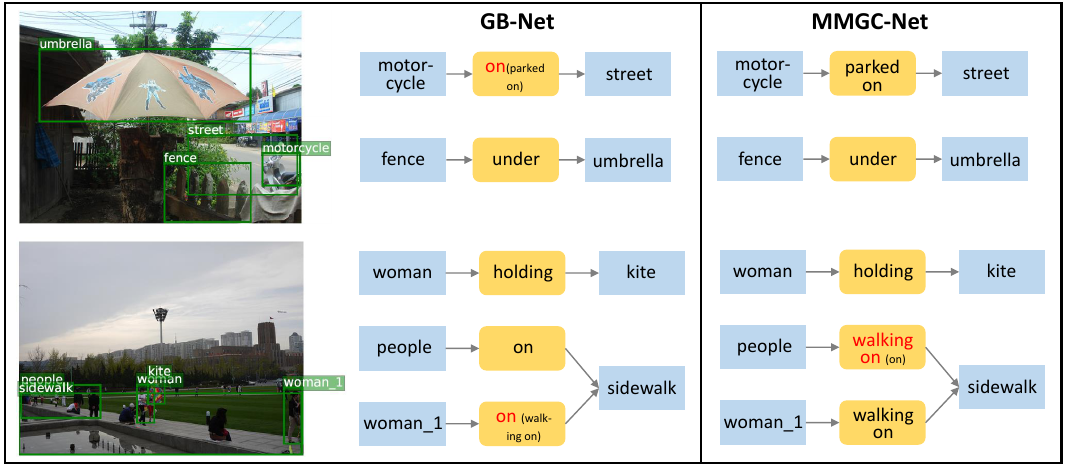 GB-Net
MMGC-Net
umbrella
street
motorcycle
fence
motor-
cycle
on(parked
on)
street
motor-
cycle
parked
on
street
fence
under
umbrella
fence
under
umbrella
people
sidewalk
kite
woman
woman_1
woman
holding
kite
woman
holding
kite
people
on
sidewalk
woman_1
on (walk-
ing on)
people
walking
on (on)
sidewalk
woman_1
walking
on